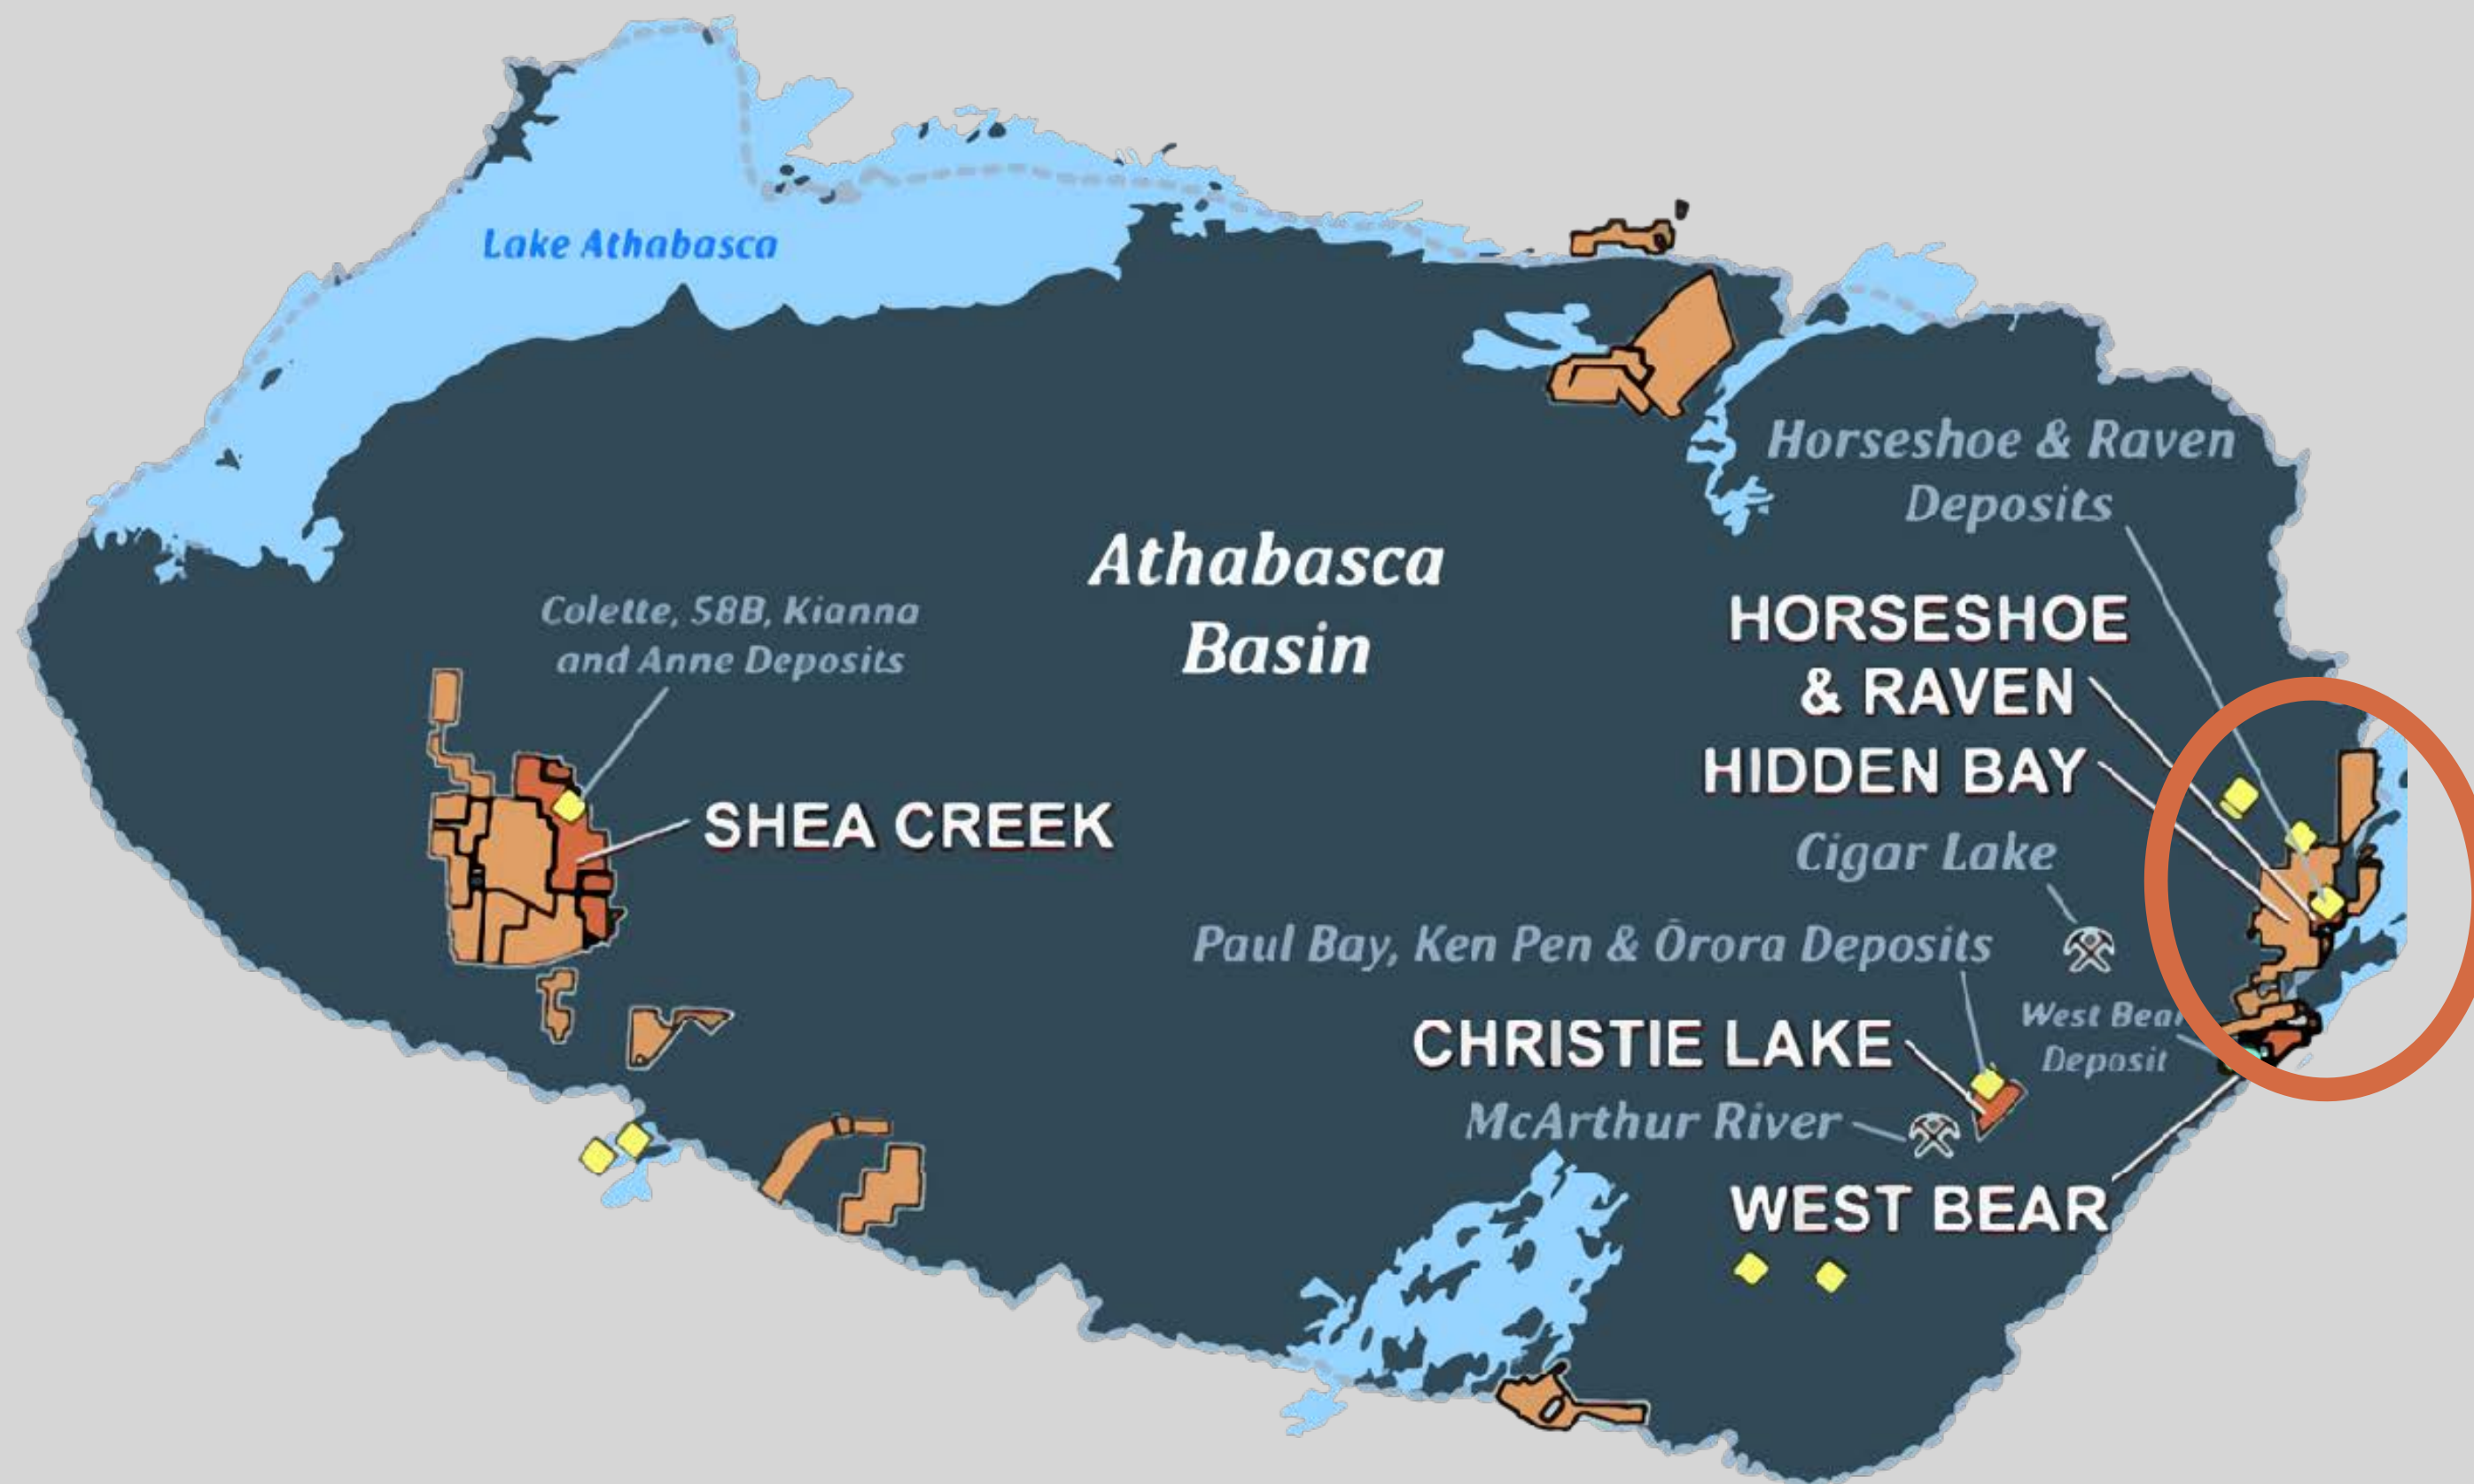 Lake Athabasca
Horseshoe & Raven
Deposits
Athabasca
Basin
Colette, 58B, Kianna
and Anne Deposits
HORSESHOE
& RAVEN
HIDDEN BAY
SHEA CREEK
Cigar Lake
Paul Bay, Ken Pen & Ōrora Deposits
West Bear
Deposit
CHRISTIE LAKE
McArthur River
WEST BEAR